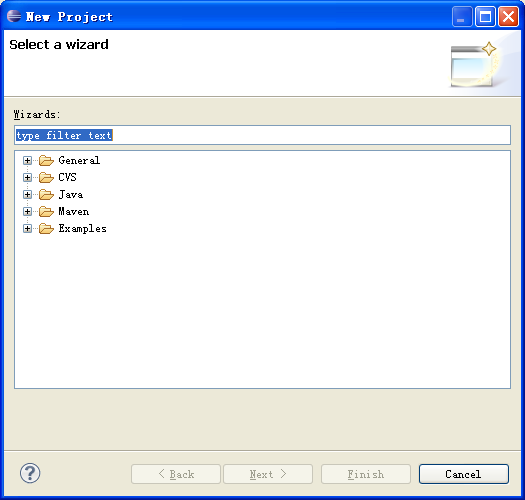 New Project
Select a wizard
Wizards:
type filter text
General
CVS
Java
Maven
Examples
?
< Back
Next >
Finish
Cancel